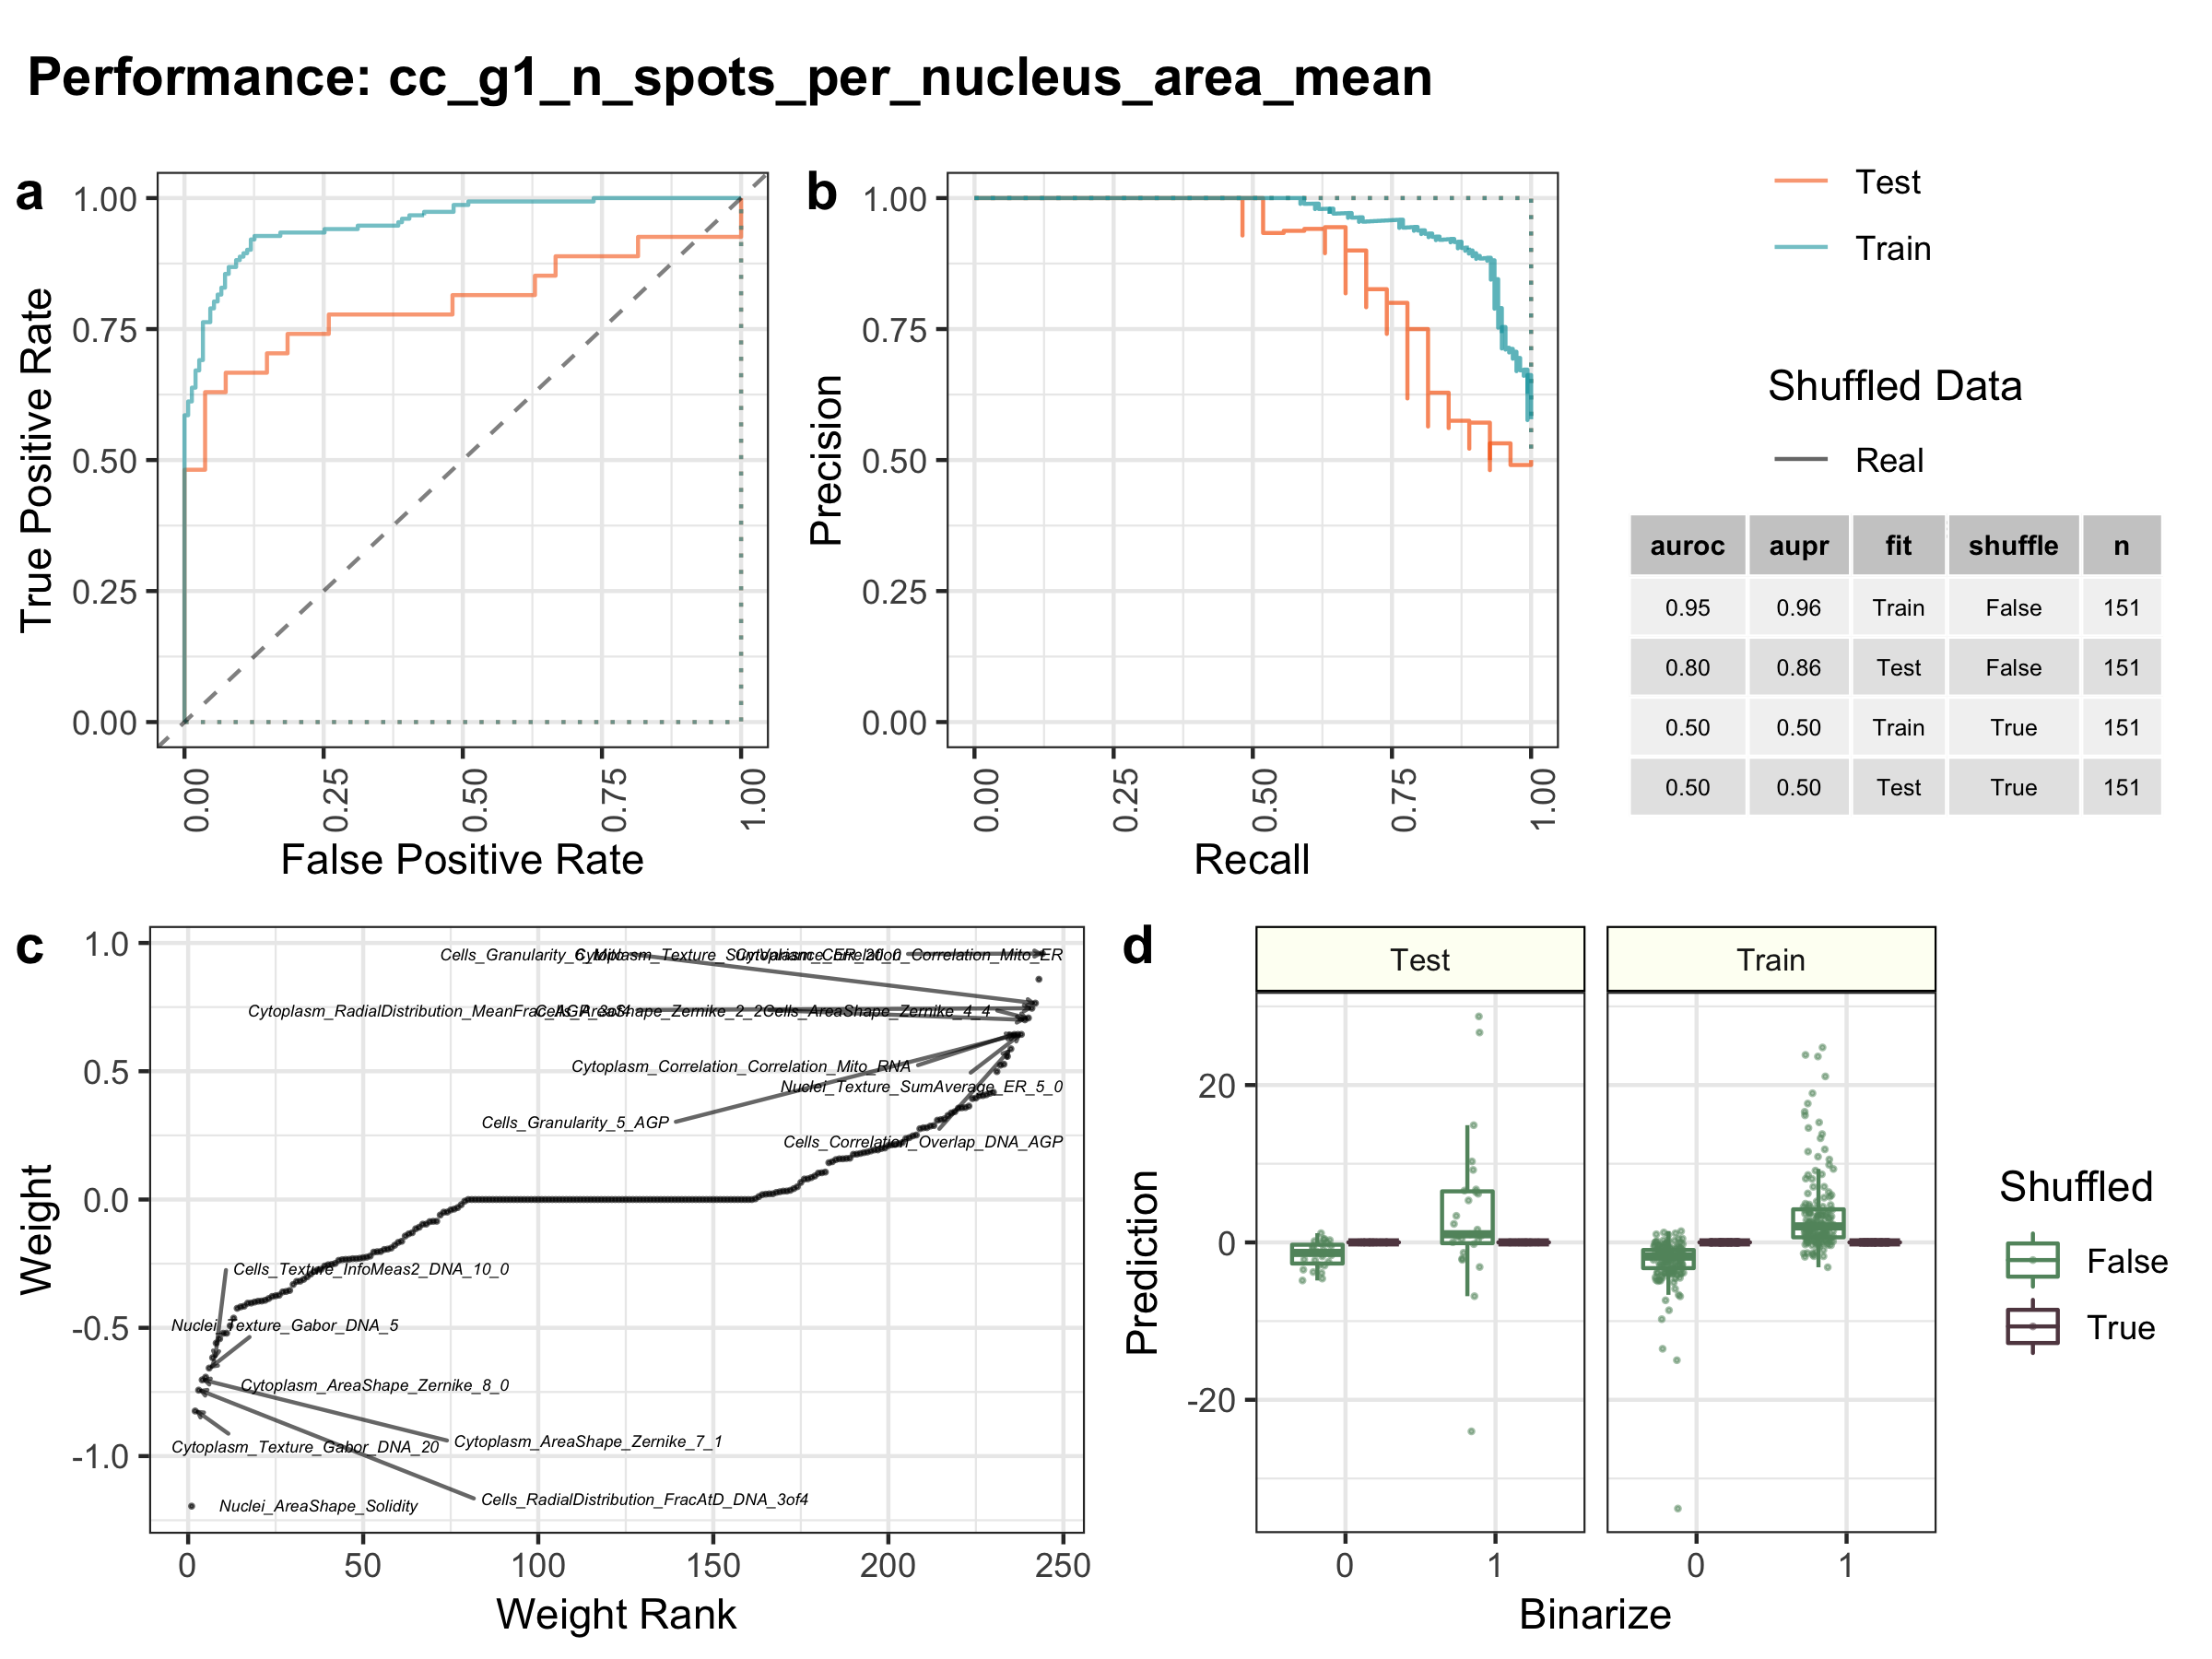 Performance: cc_g1_n_spots_per_nucleus_area_mean
a
1.00
0.75
0.50
0.25
0.00
True Positive Rate
0.00
0.25
0.50
0.75
1.00
False Positive Rate
b
1.00
0.75
0.50
0.25
0.00
Precision
0.00
0.25
0.50
0.75
1.00
Recall
Test
Train
Shuffled Data
Real
auroc aupr fit shuffle n
0.95 0.96 Train False 151
0.80 0.86 Test False 151
0.50 0.50 Train True 151
0.50 0.50 Test True 151
c
1.0
0.5
0.0
-0.5
-1.0
Weight
Cells_Granularity_6_Mito
Cytoplasm_Texture_SumVariance_ER_20_0
Cytoplasm_Correlation_Correlation_Mito_ER
Cytoplasm_RadialDistribution_MeanFrac_AGP_3of4
Cells_AreaShape_Zernike_2_2
Cells_AreaShape_Zernike_4_4
Cytoplasm_Correlation_Correlation_Mito_RNA
Nuclei_Texture_SumAverage_ER_5_0
Cells_Granularity_5_AGP
Cells_Correlation_Overlap_DNA_AGP
Cells_Texture_InfoMeas2_DNA_10_0
Nuclei_Texture_Gabor_DNA_5
Cytoplasm_AreaShape_Zernike_8_0
Cytoplasm_Texture_Gabor_DNA_20
Cytoplasm_AreaShape_Zernike_7_1
Cells_RadialDistribution_FracAtD_DNA_3of4
Nuclei_AreaShape_Solidity
0 50 100 150 200 250
Weight Rank
d
Test Train
20
0
-20
Prediction
0 1 0 1
Binarize
Shuffled
False
True